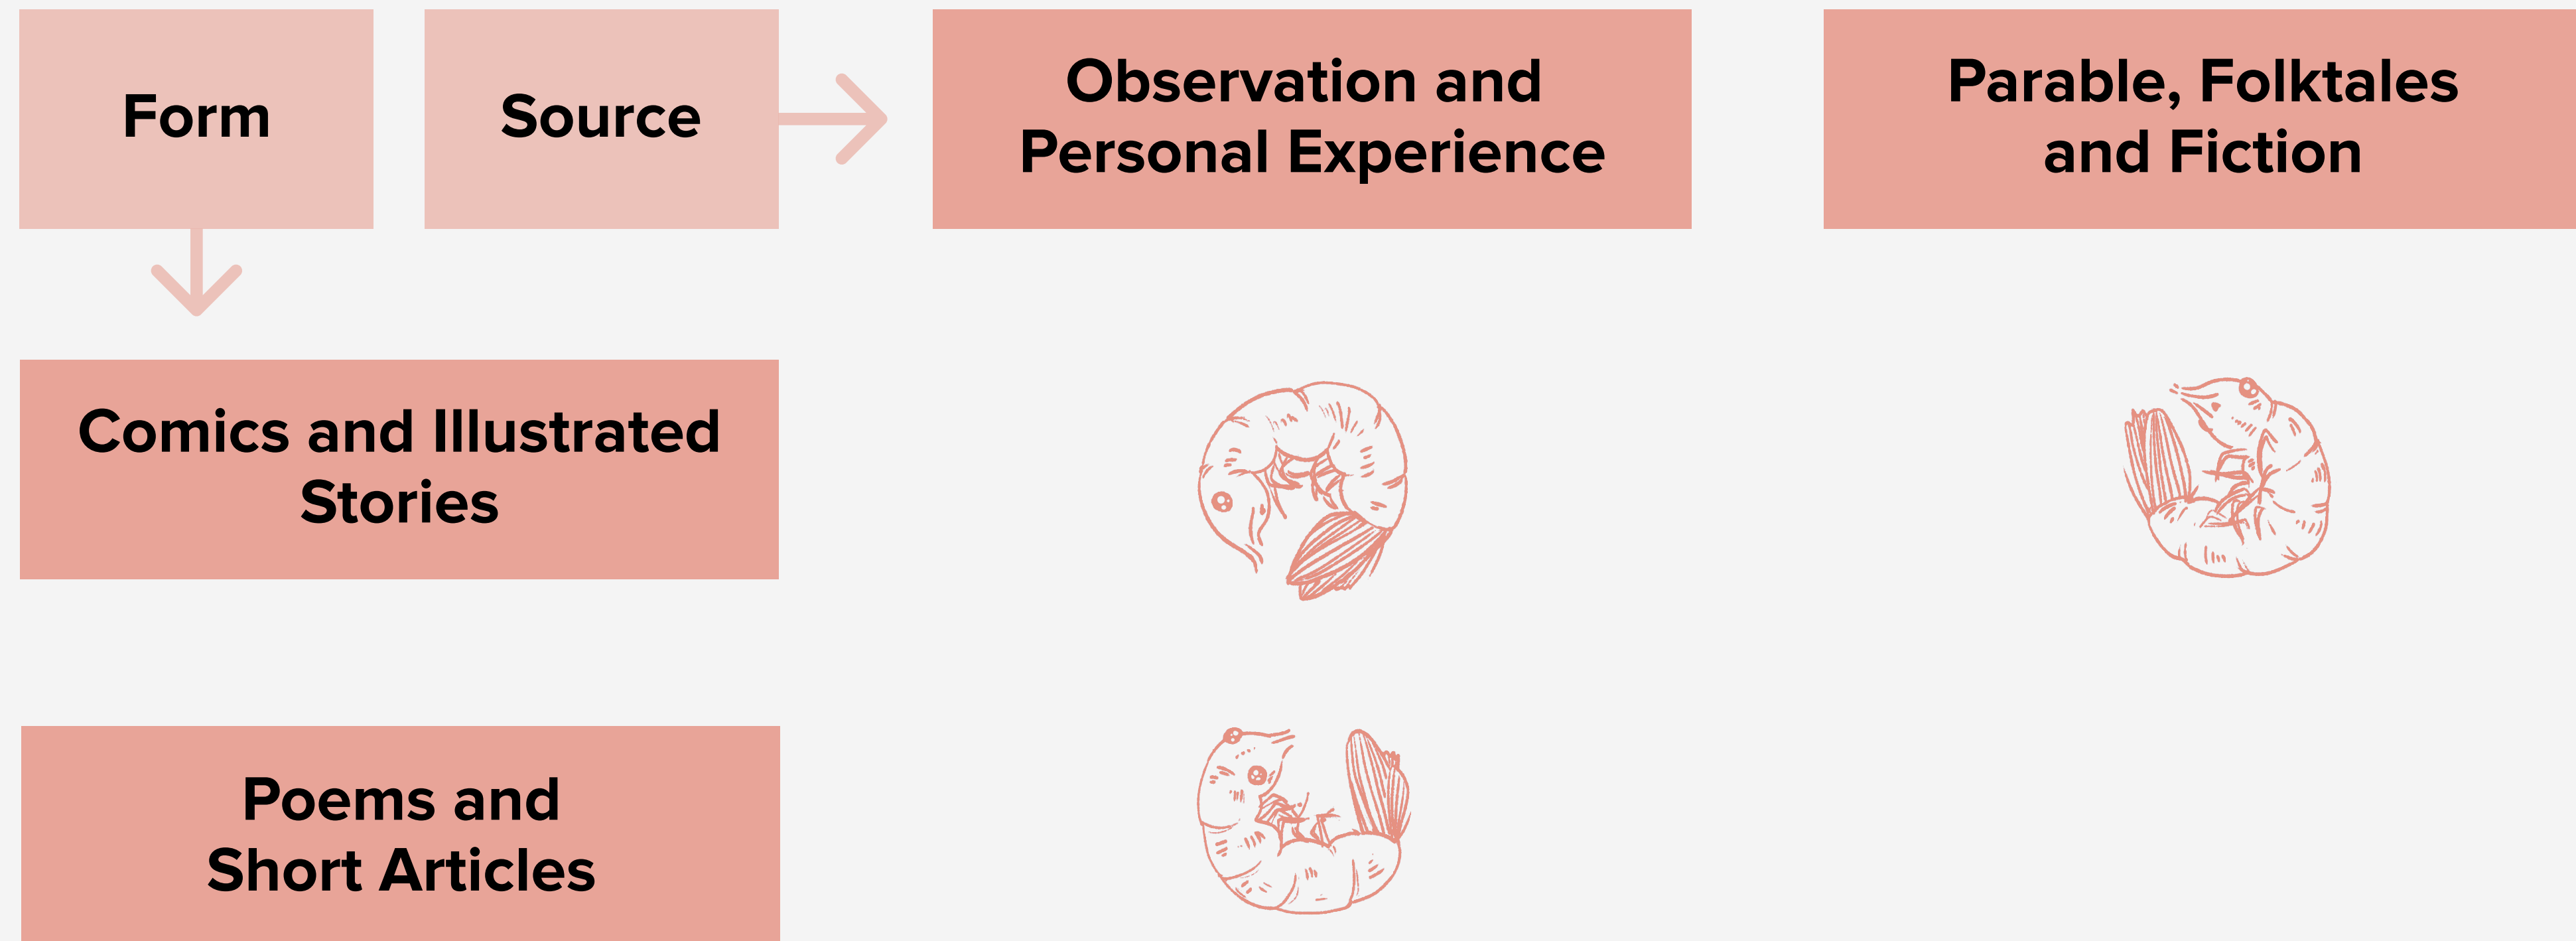 Form
Source
Observation and
Personal Experience
Parable, Folktales
and Fiction
Comics and Illustrated
Stories
Poems and
Short Articles